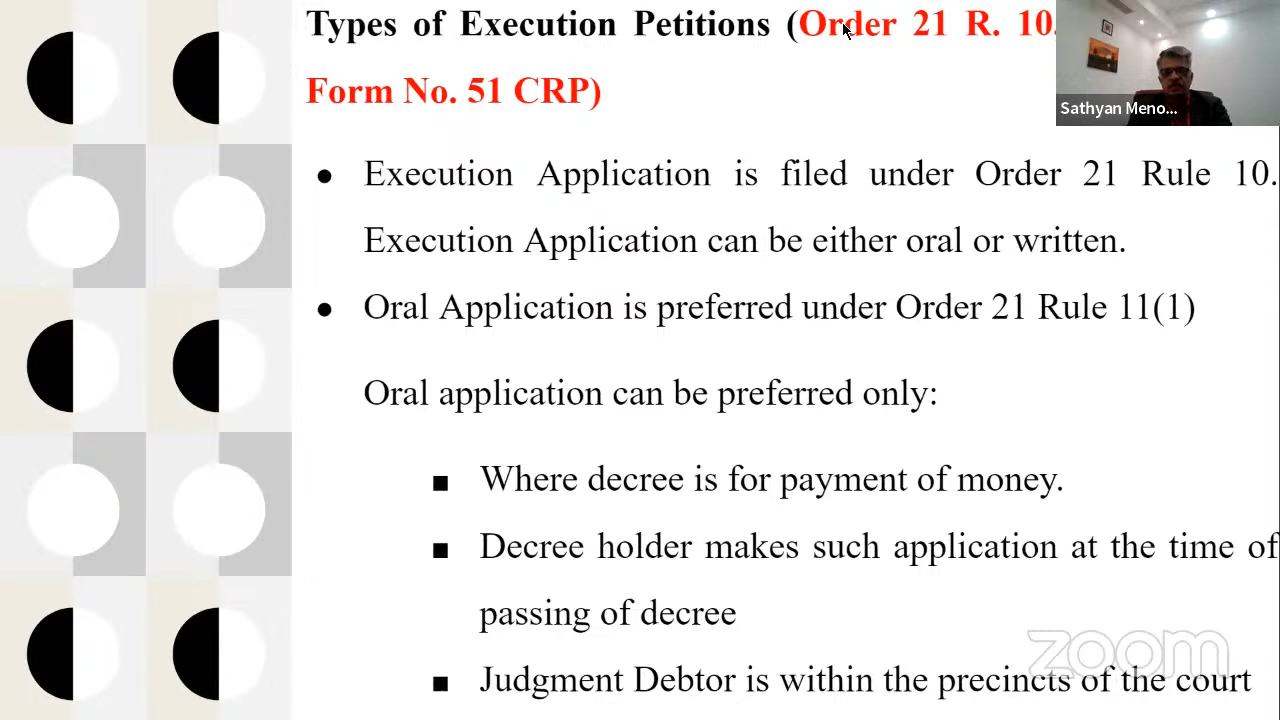 Types of Execution Petitions (Order 21 R. 10.
Form No. 51 CRP)
Sathyan Meno...
• Execution Application is filed under Order 21 Rule 10.
Execution Application can be either oral or written.
• Oral Application is preferred under Order 21 Rule 11(1)
Oral application can be preferred only:
■ Where decree is for payment of money.
■ Decree holder makes such application at the time of
passing of decree
■ Judgment Debtor is within the precincts of the court
zoom